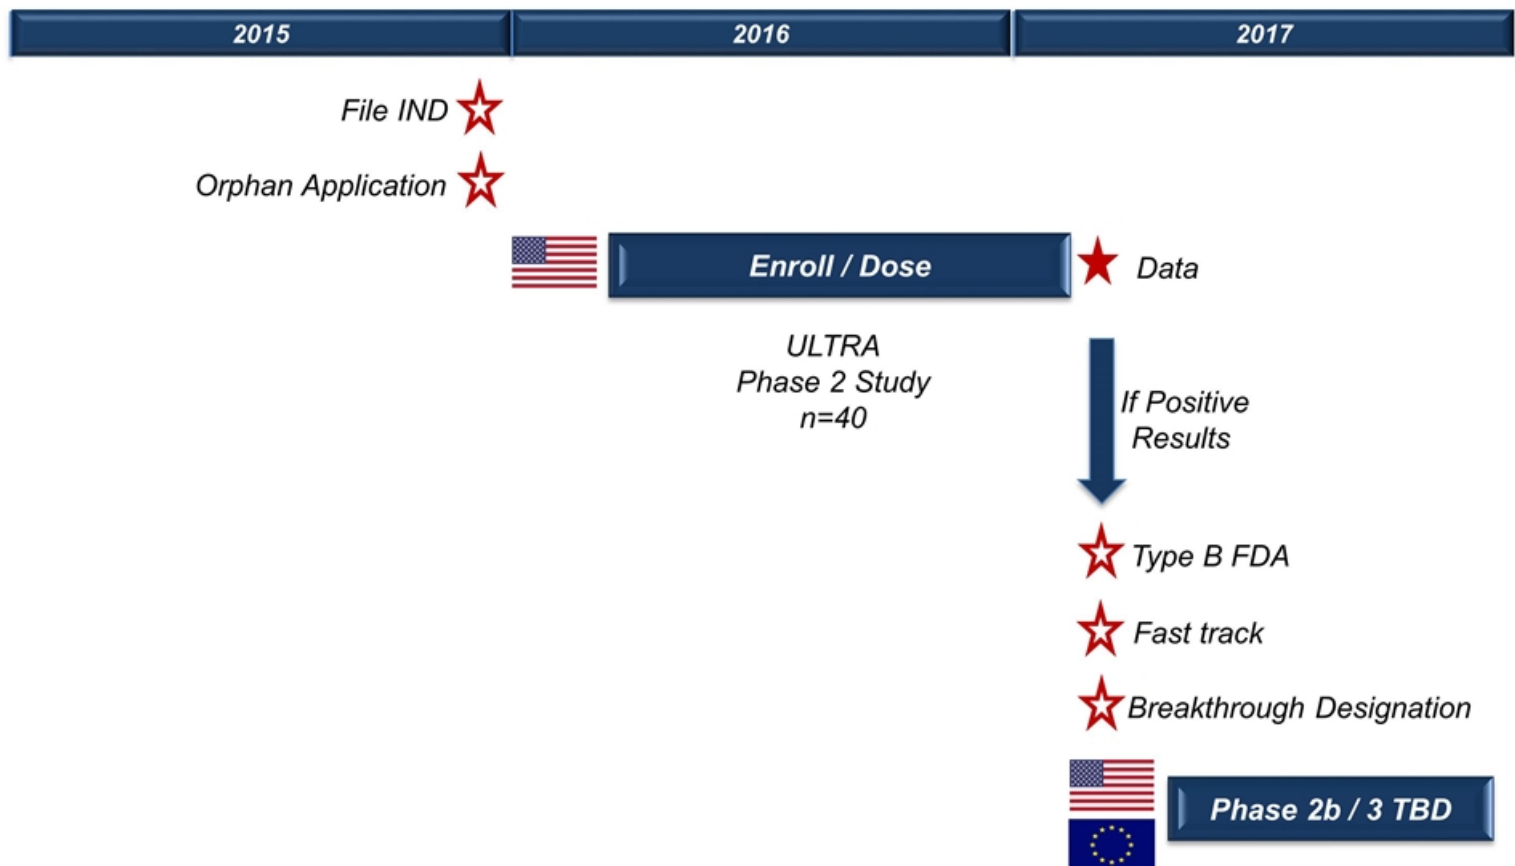 2015
2016
2017
File IND
Orphan Application
Enroll / Dose
Data
ULTRA
Phase 2 Study
n=40
If Positive
Results
Type B FDA
Fast track
Breakthrough Designation
Phase 2b / 3 TBD